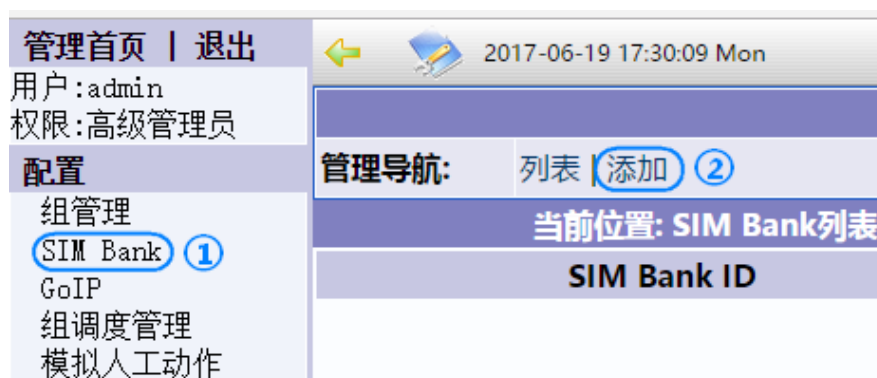 管理首页 | 退出
用户:admin
权限:高级管理员
配置
组管理
SIM Bank ①
GoIP
组调度管理
模拟人工动作
2017-06-19 17:30:09 Mon
管理导航: 列表 | 添加 ②
当前位置: SIM Bank列表
SIM Bank ID